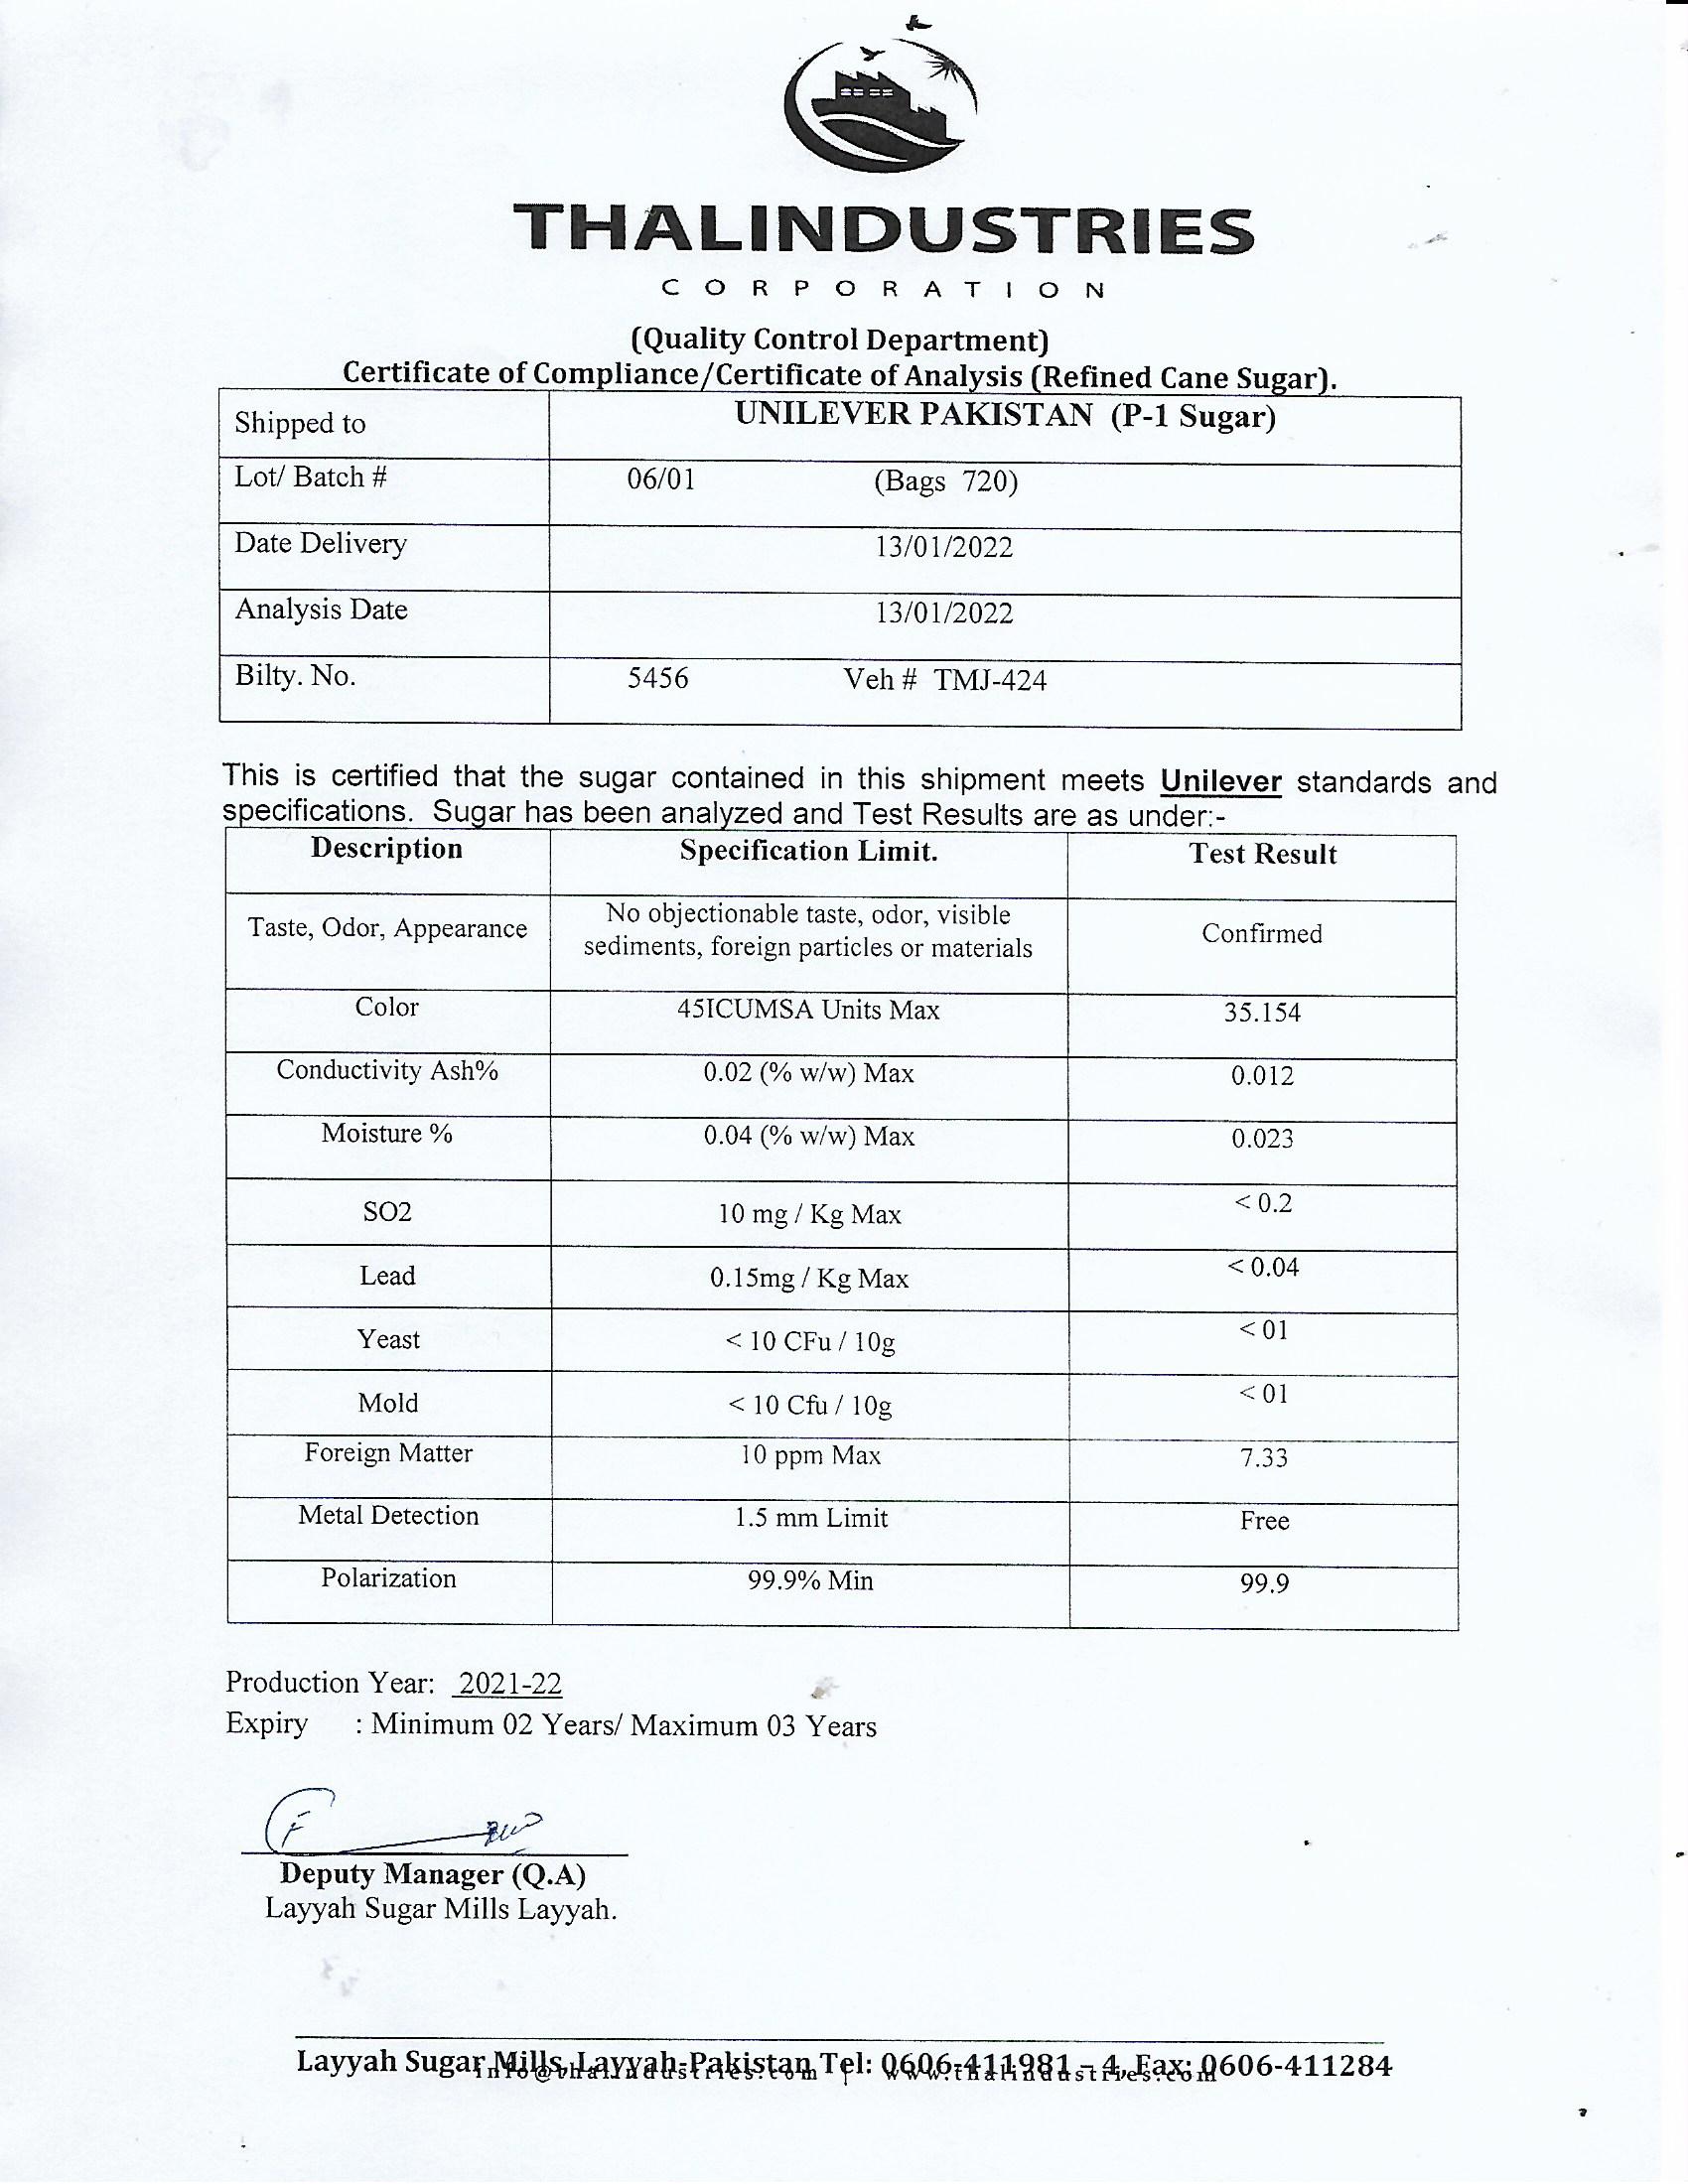 THALINDUSTRIES
CORPORATION
(Quality Control Department)
Certificate of Compliance/Certificate of Analysis (Refined Cane Sugar).
Shipped to UNILEVER PAKISTAN (P-1 Sugar)
Lot/ Batch # 06/01 (Bags 720)
Date Delivery 13/01/2022
Analysis Date 13/01/2022
Bilty. No. 5456 Veh # TMJ-424
This is certified that the sugar contained in this shipment meets Unilever standards and
specifications. Sugar has been analyzed and Test Results are as under:-
Description Specification Limit. Test Result
Taste, Odor, Appearance No objectionable taste, odor, visible
sediments, foreign particles or materials Confirmed
Color 45ICUMSA Units Max 35.154
Conductivity Ash% 0.02 (% w/w) Max 0.012
Moisture % 0.04 (% w/w) Max 0.023
SO2 10 mg / Kg Max < 0.2
Lead 0.15mg / Kg Max < 0.04
Yeast < 10 CFu / 10g < 01
Mold < 10 Cfu / 10g < 01
Foreign Matter 10 ppm Max 7.33
Metal Detection 1.5 mm Limit Free
Polarization 99.9% Min 99.9
Production Year: 2021-22
Expiry : Minimum 02 Years/ Maximum 03 Years
Deputy Manager (Q.A)
Layyah Sugar Mills Layyah.
Layyah Sugar Mills, Layyah-Pakistan Tel: 0606-411981 – 4, Fax: 0606-411284
info@thalindustries.com | www.thalindustries.com